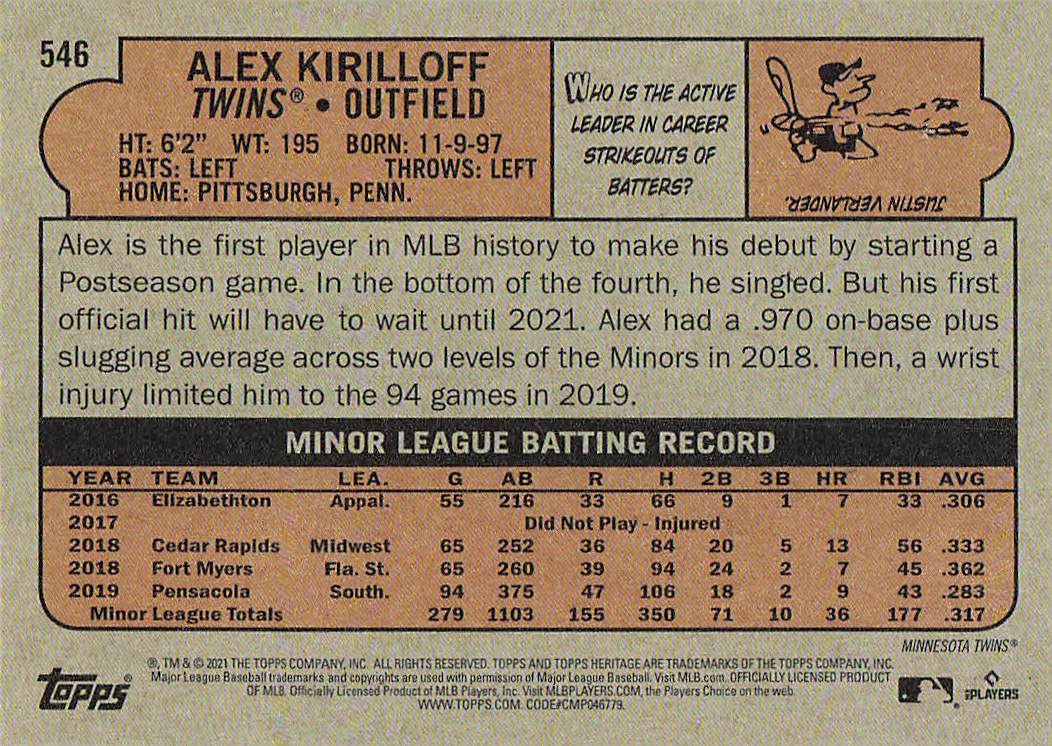 546
ALEX KIRILLOFF
TWINS® • OUTFIELD
HT: 6'2" WT: 195 BORN: 11-9-97
BATS: LEFT THROWS: LEFT
HOME: PITTSBURGH, PENN.
WHO IS THE ACTIVE
LEADER IN CAREER
STRIKEOUTS OF
BATTERS?
JUSTIN VERLANDER.
Alex is the first player in MLB history to make his debut by starting a
Postseason game. In the bottom of the fourth, he singled. But his first
official hit will have to wait until 2021. Alex had a .970 on-base plus
slugging average across two levels of the Minors in 2018. Then, a wrist
injury limited him to the 94 games in 2019.
MINOR LEAGUE BATTING RECORD
YEAR TEAM LEA. G AB R H 2B 3B HR RBI AVG
2016 Elizabethton Appal. 55 216 33 66 9 1 7 33 .306
2017 Did Not Play - Injured
2018 Cedar Rapids Midwest 65 252 36 84 20 5 13 56 .333
2018 Fort Myers Fla. St. 65 260 39 94 24 2 7 45 .362
2019 Pensacola South. 94 375 47 106 18 2 9 43 .283
Minor League Totals 279 1103 155 350 71 10 36 177 .317
MINNESOTA TWINS®
®, TM & © 2021 THE TOPPS COMPANY, INC. ALL RIGHTS RESERVED. TOPPS AND TOPPS HERITAGE ARE TRADEMARKS OF THE TOPPS COMPANY, INC.
Major League Baseball trademarks and copyrights are used with permission of Major League Baseball. Visit MLB.com. OFFICIALLY LICENSED PRODUCT
OF MLB. Officially Licensed Product of MLB Players, Inc. Visit MLBPLAYERS.COM, the Players Choice on the web.
WWW.TOPPS.COM. CODE#CMP046779.
topps®
MLB PLAYERS